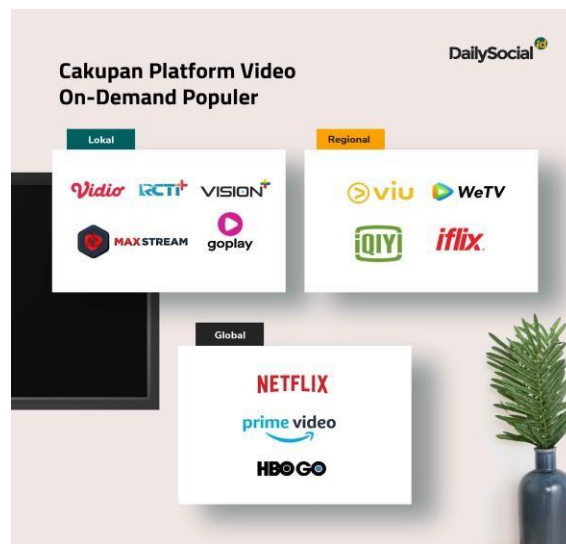 DailySocial.id
Cakupan Platform Video
On-Demand Populer
Lokal
Vidio RCTI+ VISION+
MAXSTREAM goplay
Regional
viu WeTV
iQIYI iflix
Global
NETFLIX
prime video
HBO GO